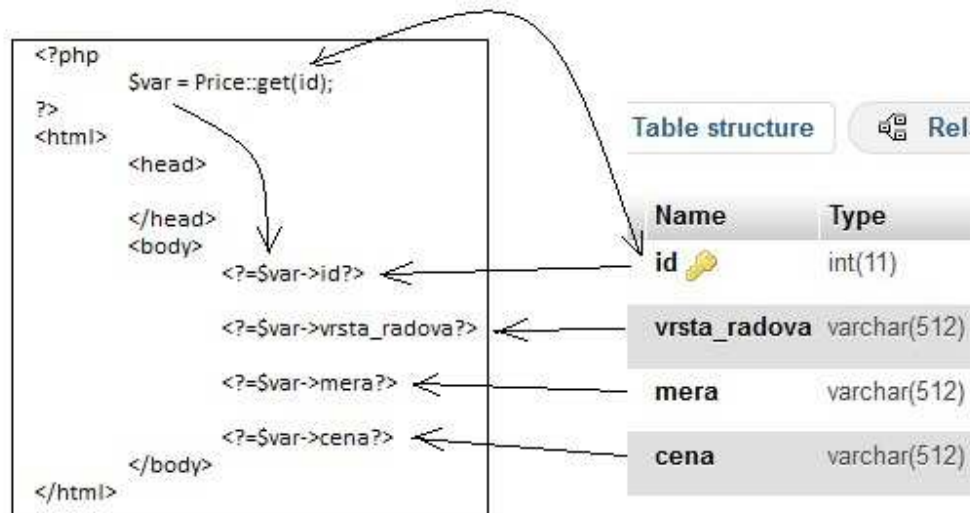 <?php
$var = Price::get(id);
?>
<html>
<head>
</head>
<body>
<?=$var->id?>
<?=$var->vrsta_radova?>
<?=$var->mera?>
<?=$var->cena?>
</body>
</html>
Table structure
Rel
Name Type
id int(11)
vrsta_radova varchar(512)
mera varchar(512)
cena varchar(512)